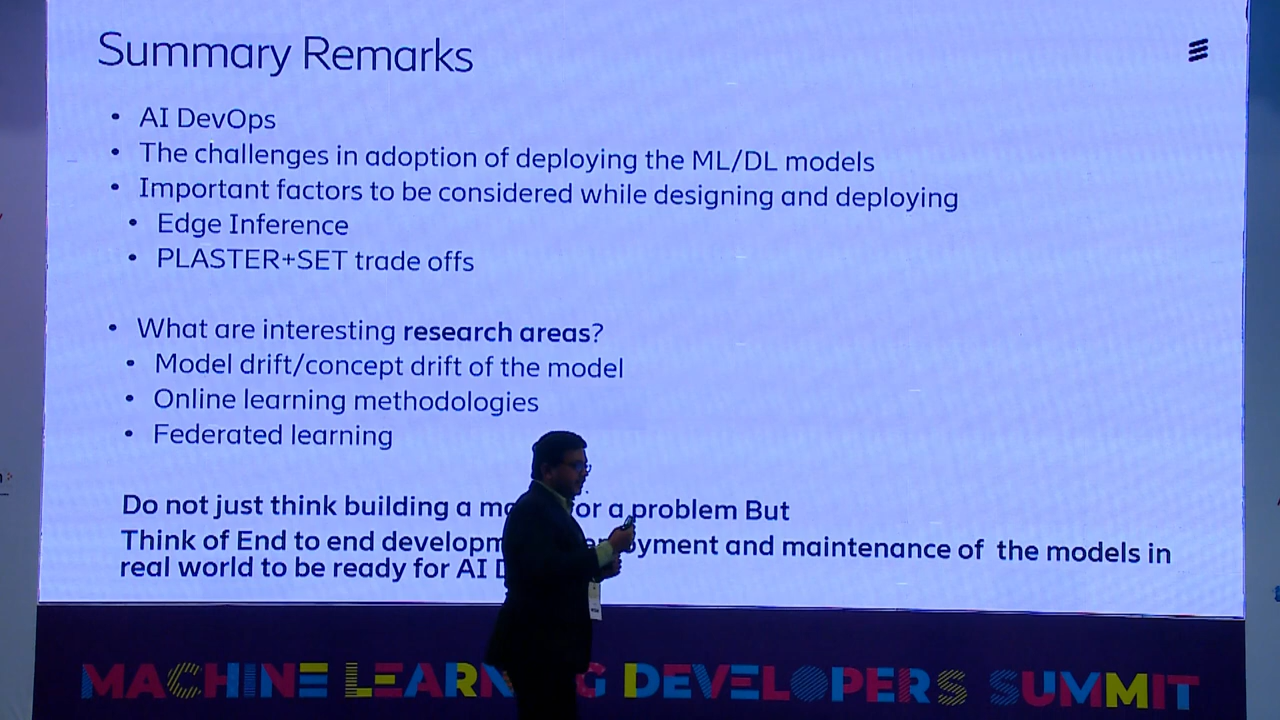 Summary Remarks
• AI DevOps
• The challenges in adoption of deploying the ML/DL models
• Important factors to be considered while designing and deploying
• Edge Inference
• PLASTER+SET trade offs
• What are interesting research areas?
• Model drift/concept drift of the model
• Online learning methodologies
• Federated learning
Do not just think building a for a problem But
Think of End to end and maintenance of the models in
real world to be ready for AI
MACHINE DEVELOPERS SUMMIT